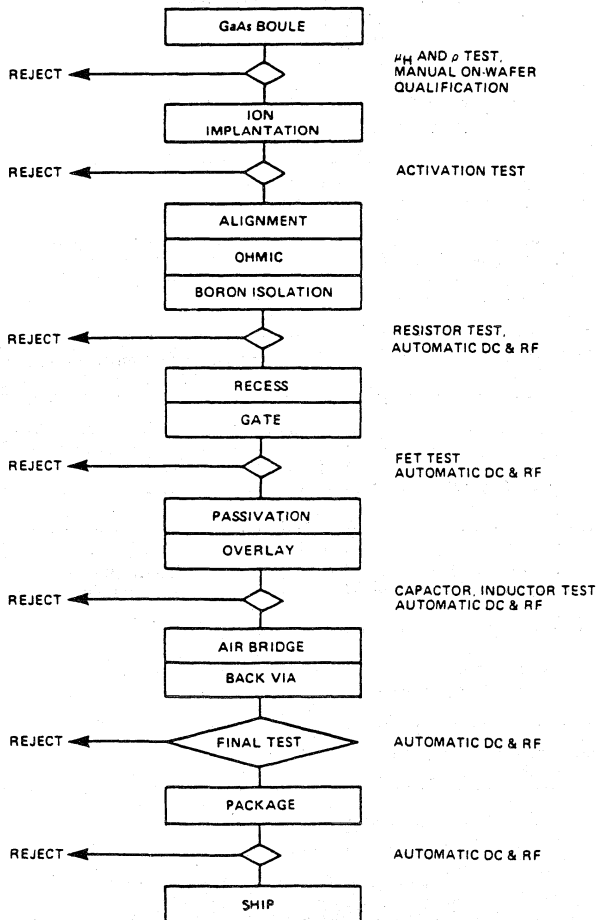 GaAs BOULE
REJECT
μH AND ρ TEST,
MANUAL ON-WAFER
QUALIFICATION
ION
IMPLANTATION
REJECT
ACTIVATION TEST
ALIGNMENT
OHMIC
BORON ISOLATION
REJECT
RESISTOR TEST,
AUTOMATIC DC & RF
RECESS
GATE
REJECT
FET TEST
AUTOMATIC DC & RF
PASSIVATION
OVERLAY
REJECT
CAPACTOR, INDUCTOR TEST
AUTOMATIC DC & RF
AIR BRIDGE
BACK VIA
REJECT
FINAL TEST
AUTOMATIC DC & RF
PACKAGE
REJECT
AUTOMATIC DC & RF
SHIP